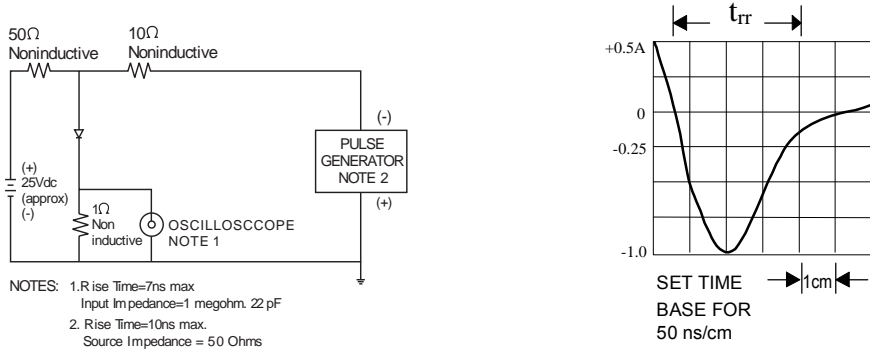 50Ω
Noninductive
10Ω
Noninductive
(+)
25Vdc
(approx)
(-)
1Ω
Non
inductive
OSCILLOSCCOPE
NOTE 1
(-)
PULSE
GENERATOR
NOTE 2
(+)
NOTES: 1.Rise Time=7ns max
Input Impedance=1 megohm. 22 pF
2. Rise Time=10ns max.
Source Impedance = 50 Ohms
trr
+0.5A
0
-0.25
-1.0
SET TIME
BASE FOR
50 ns/cm
1cm